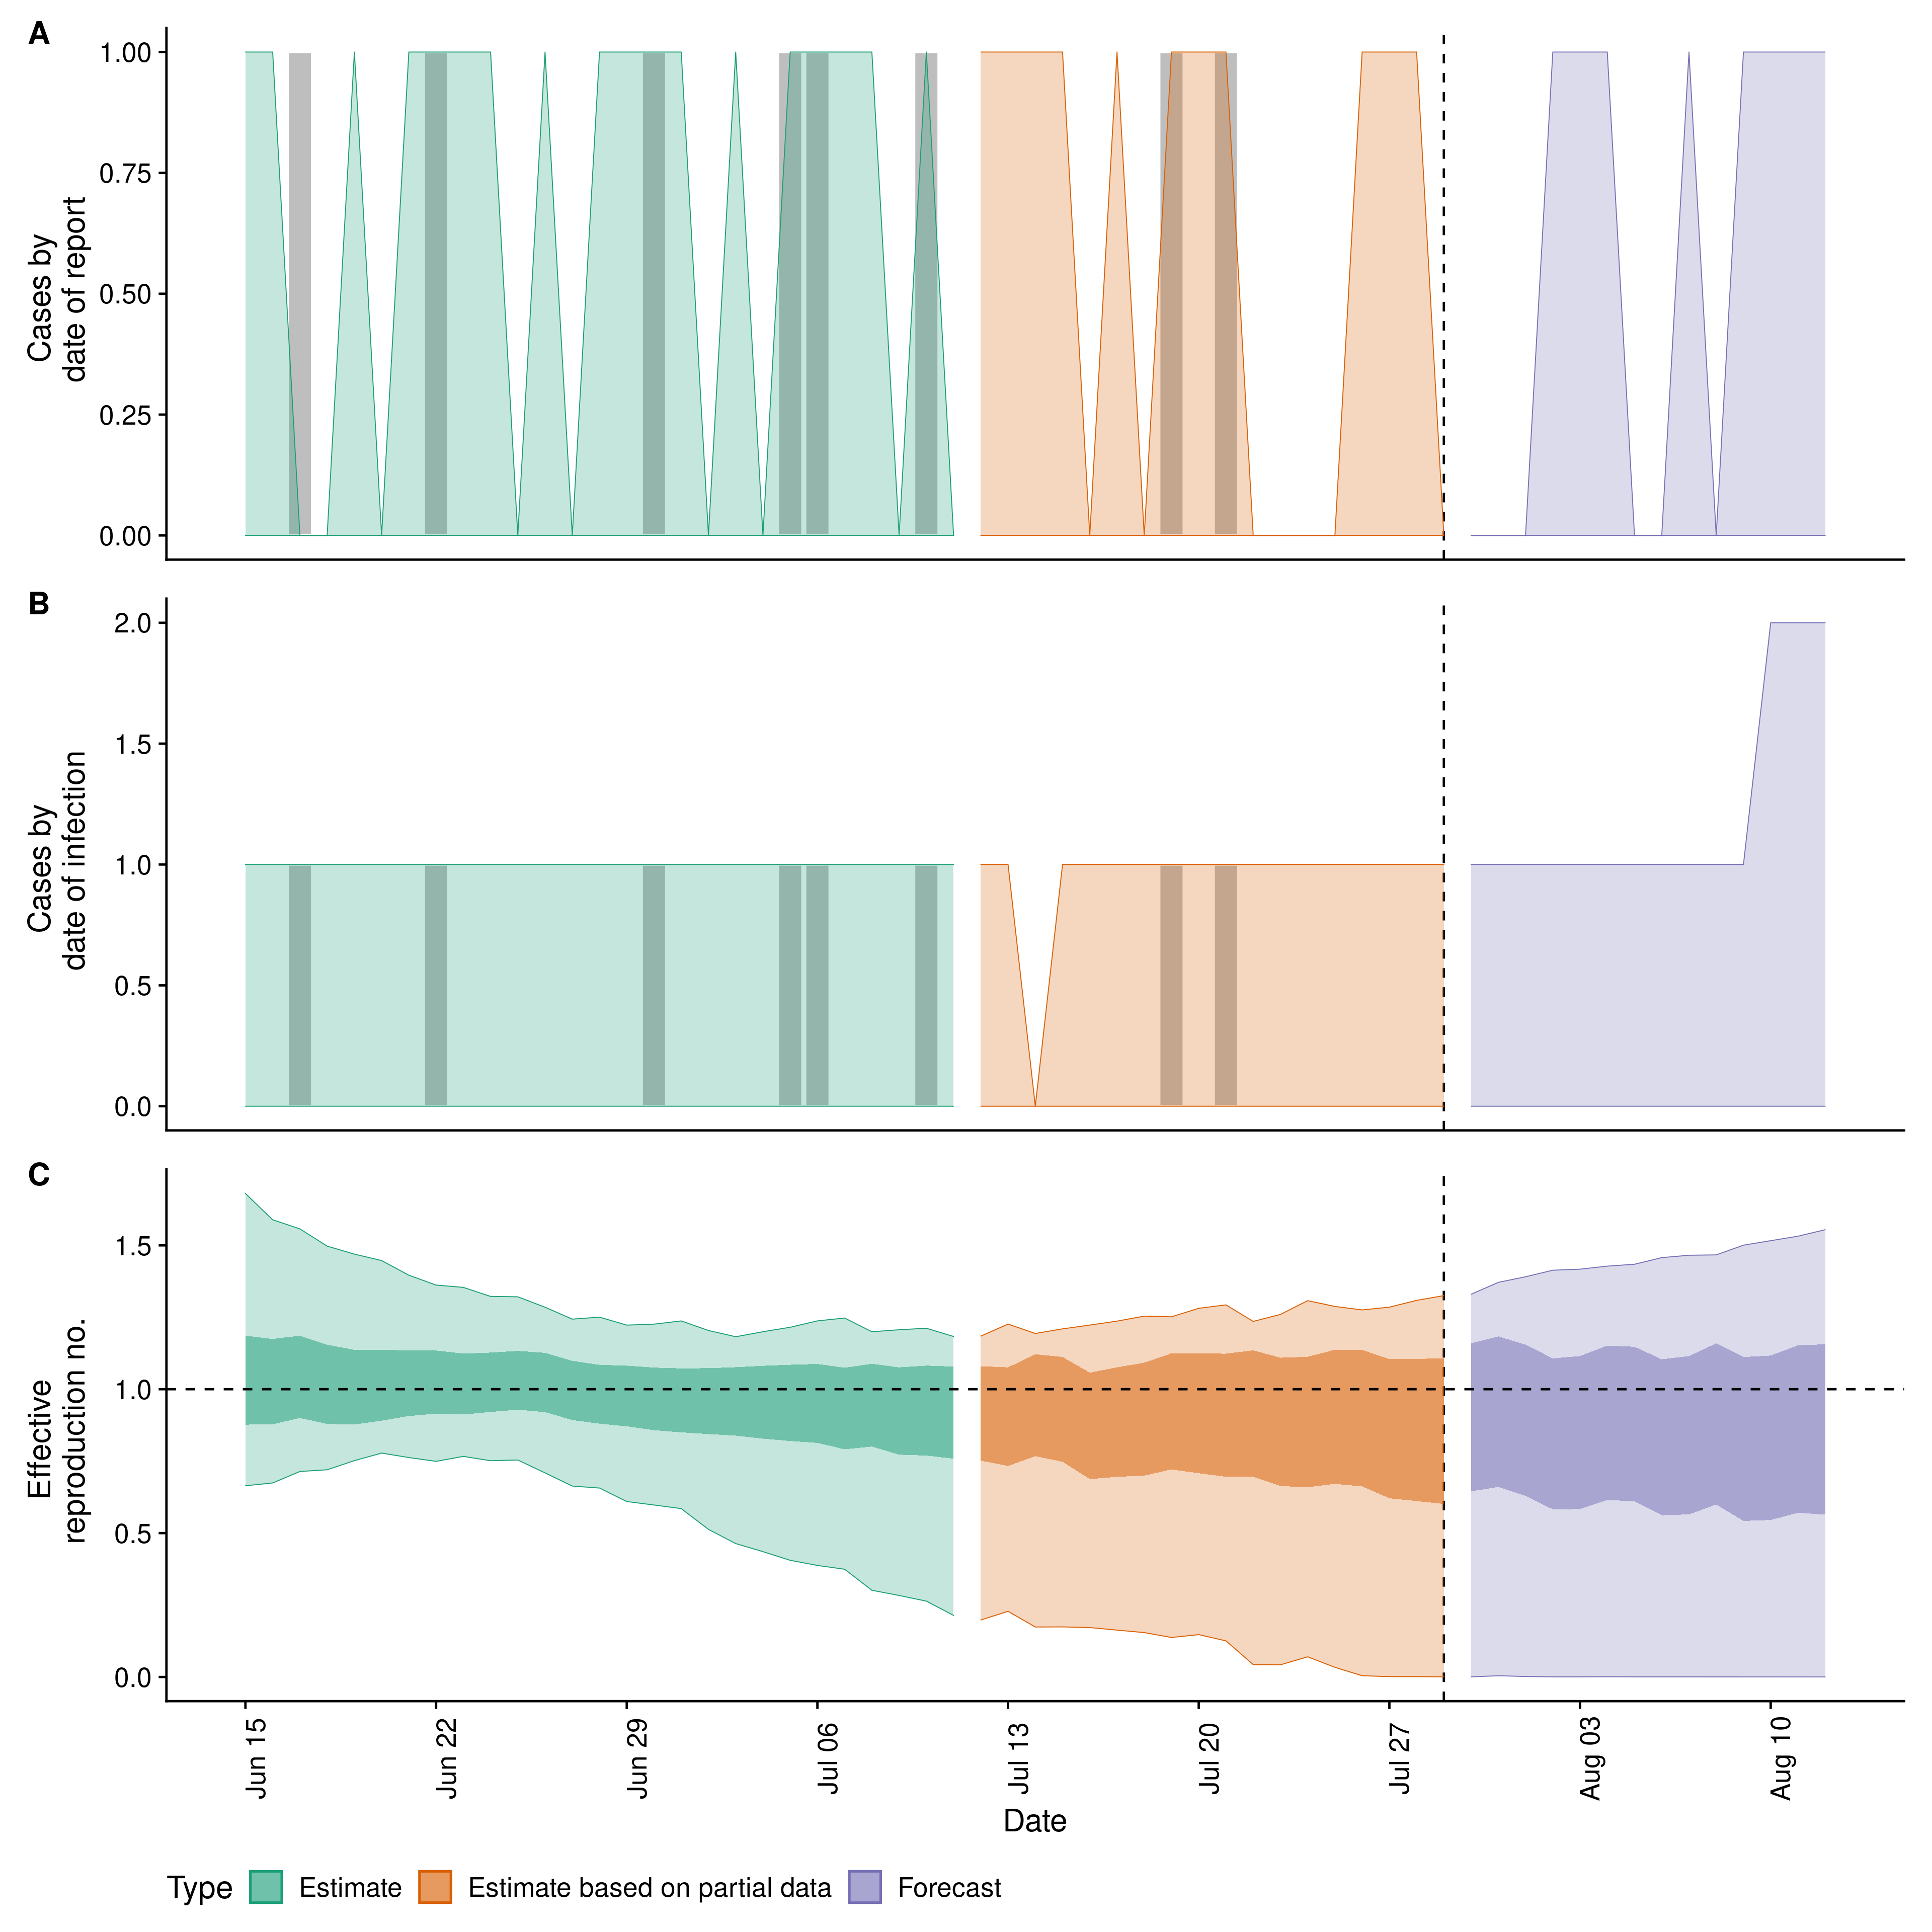 A
1.00
0.75
0.50
0.25
0.00
Cases by
date of report
B
2.0
1.5
1.0
0.5
0.0
Cases by
date of infection
C
1.5
1.0
0.5
0.0
Effective
reproduction no.
Jun 15
Jun 22
Jun 29
Jul 06
Jul 13
Jul 20
Jul 27
Aug 03
Aug 10
Date
Type
Estimate
Estimate based on partial data
Forecast